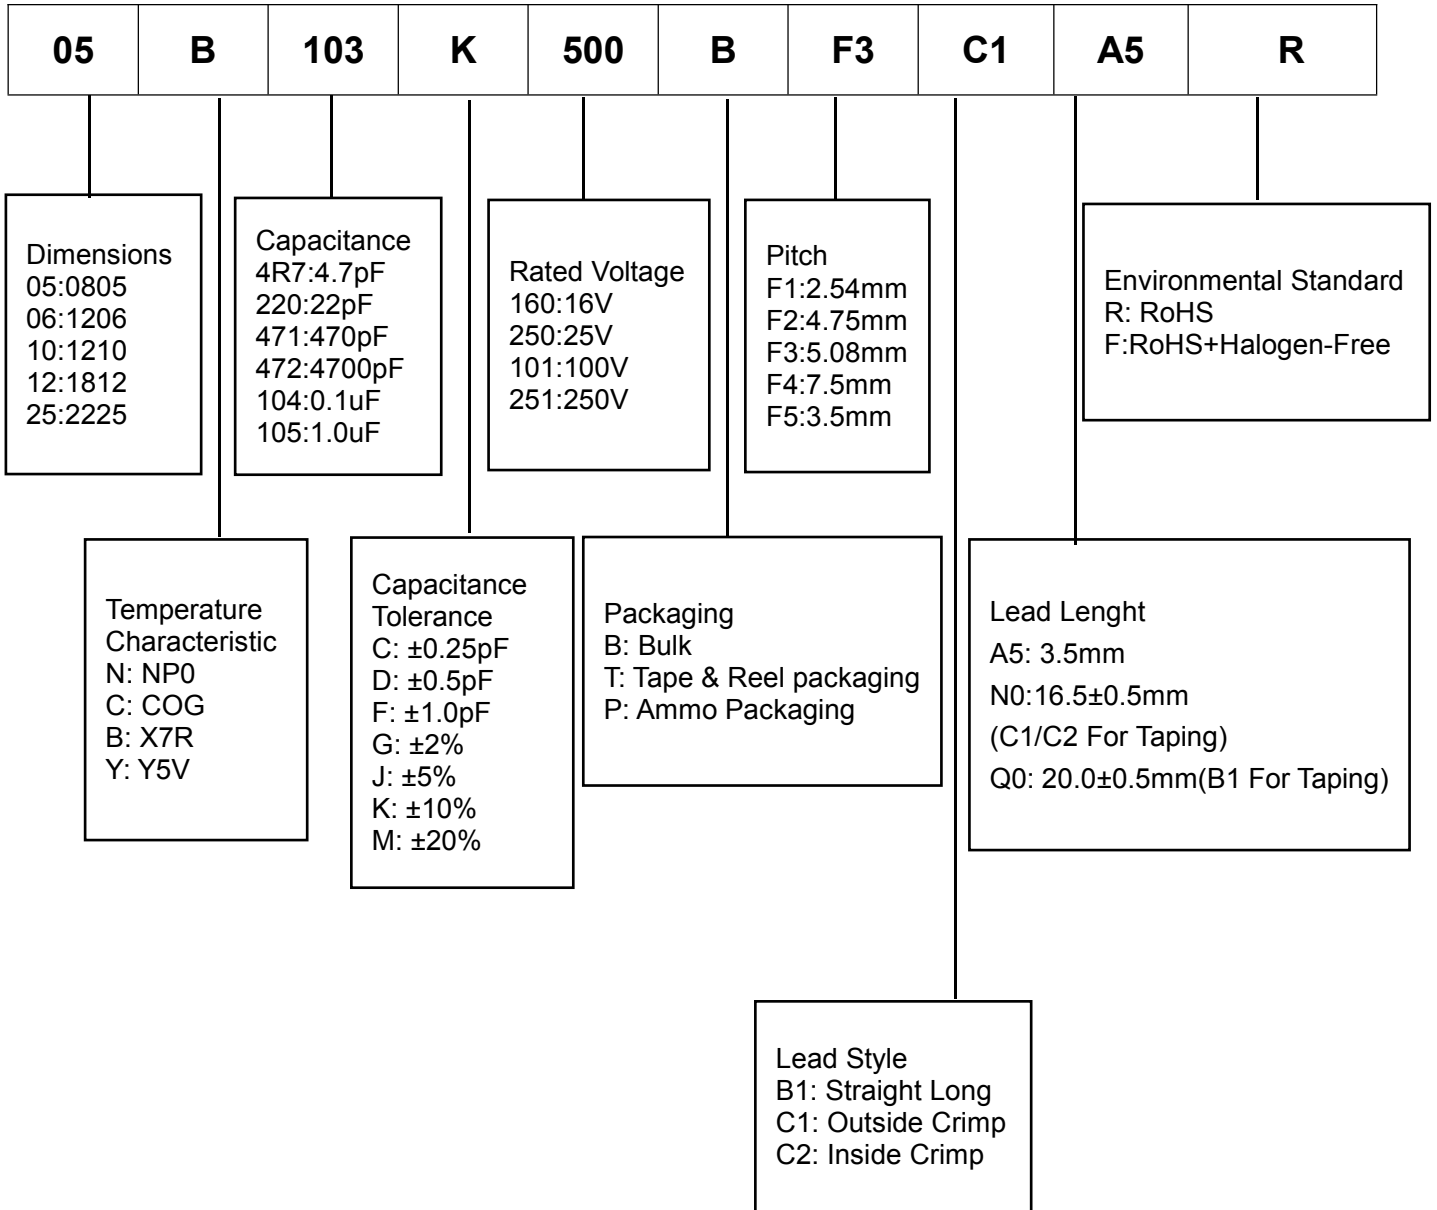 05 B 103 K 500 B F3 C1 A5 R
Dimensions
05:0805
06:1206
10:1210
12:1812
25:2225
Capacitance
4R7:4.7pF
220:22pF
471:470pF
472:4700pF
104:0.1uF
105:1.0uF
Rated Voltage
160:16V
250:25V
101:100V
251:250V
Pitch
F1:2.54mm
F2:4.75mm
F3:5.08mm
F4:7.5mm
F5:3.5mm
Environmental Standard
R: RoHS
F:RoHS+Halogen-Free
Temperature
Characteristic
N: NP0
C: COG
B: X7R
Y: Y5V
Capacitance
Tolerance
C: ±0.25pF
D: ±0.5pF
F: ±1.0pF
G: ±2%
J: ±5%
K: ±10%
M: ±20%
Packaging
B: Bulk
T: Tape & Reel packaging
P: Ammo Packaging
Lead Lenght
A5: 3.5mm
N0:16.5±0.5mm
(C1/C2 For Taping)
Q0: 20.0±0.5mm(B1 For Taping)
Lead Style
B1: Straight Long
C1: Outside Crimp
C2: Inside Crimp